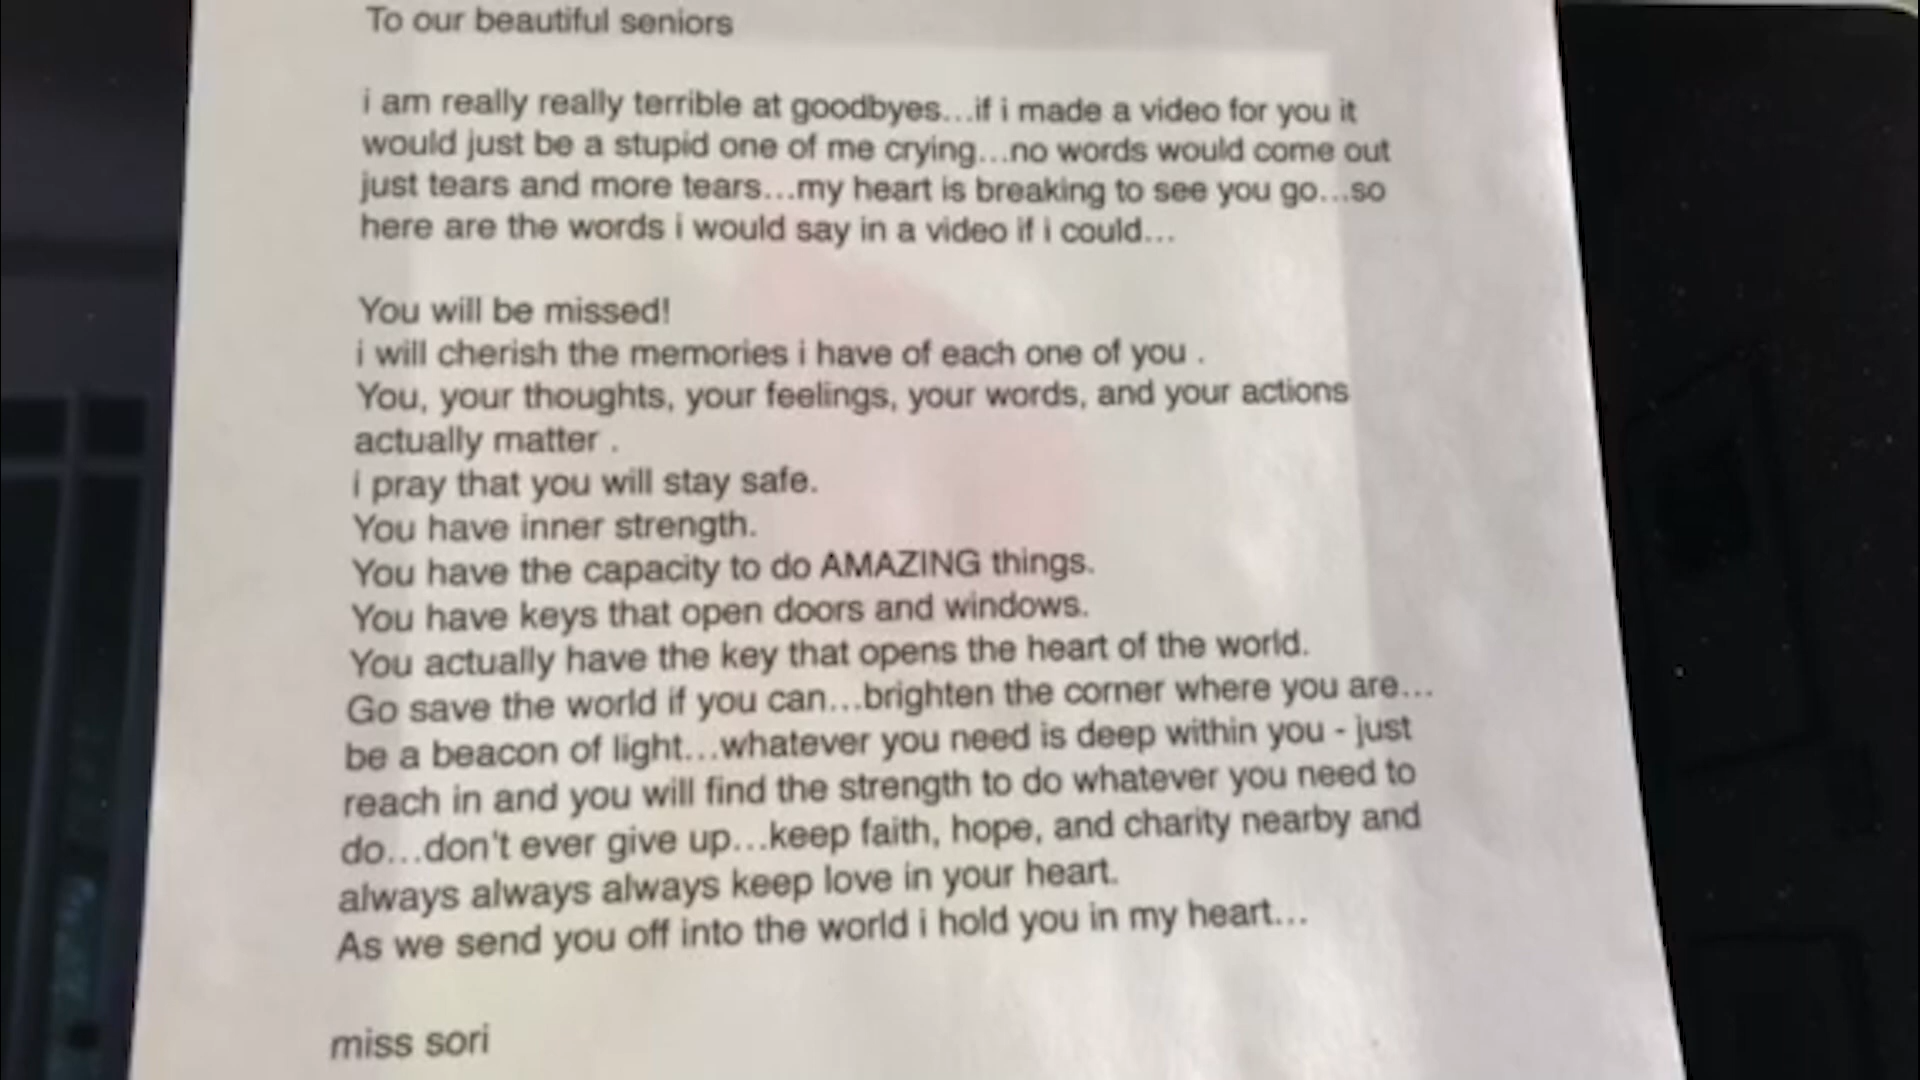 To our beautiful seniors
i am really really terrible at goodbyes...if i made a video for you it
would just be a stupid one of me crying...no words would come out
just tears and more tears...my heart is breaking to see you go...so
here are the words i would say in a video if i could...
You will be missed!
i will cherish the memories i have of each one of you .
You, your thoughts, your feelings, your words, and your actions
actually matter .
i pray that you will stay safe.
You have inner strength.
You have the capacity to do AMAZING things.
You have keys that open doors and windows.
You actually have the key that opens the heart of the world.
Go save the world if you can...brighten the corner where you are...
be a beacon of light...whatever you need is deep within you - just
reach in and you will find the strength to do whatever you need to
do...don't ever give up...keep faith, hope, and charity nearby and
always always always keep love in your heart.
As we send you off into the world i hold you in my heart...
miss sori